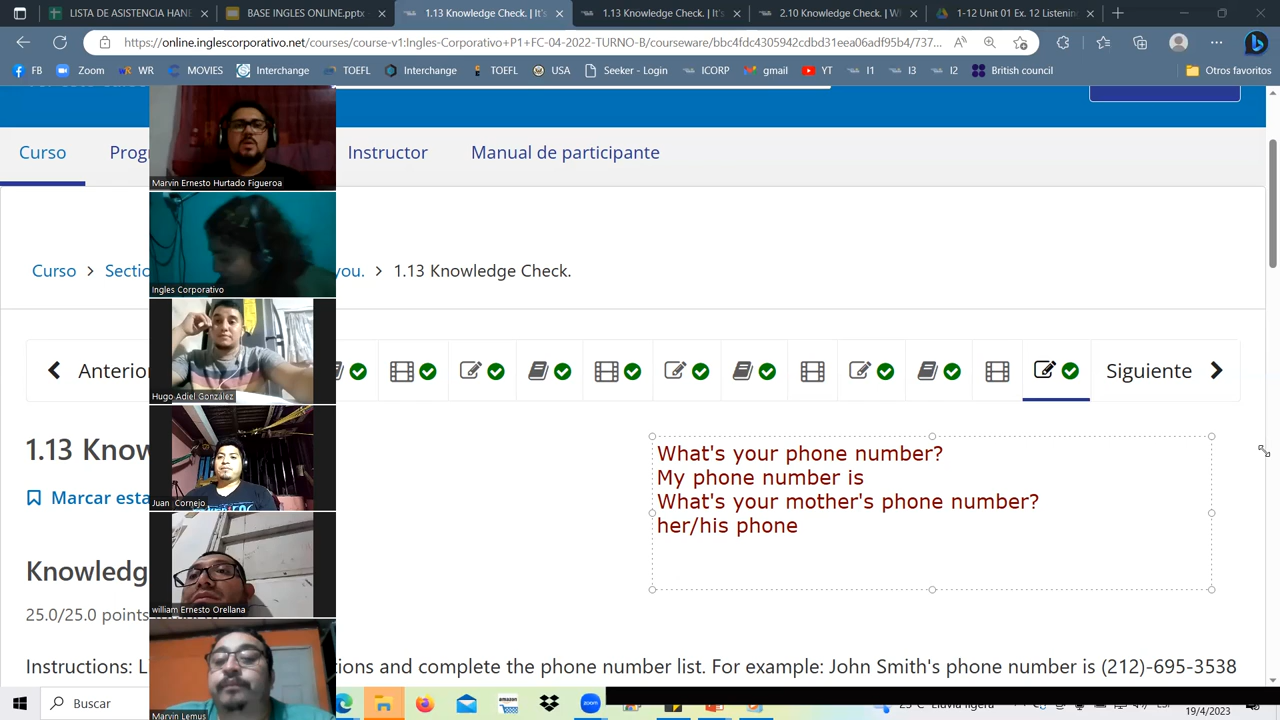 LISTA DE ASISTENCIA HANE
BASE INGLES ONLINE.pptx
1.13 Knowledge Check. | It's
1.13 Knowledge Check. | It's
2.10 Knowledge Check. | W
1-12 Unit 01 Ex. 12 Listenin
https://online.inglescorporativo.net/courses/course-v1:Ingles-Corporativo+P1+FC-04-2022-TURNO-B/courseware/bbc4fdc4305942cdbd31eea06adf95b4/737...
FB
Zoom
WR
MOVIES
Interchange
TOEFL
Interchange
TOEFL
USA
Seeker - Login
ICORP
gmail
YT
I1
I3
I2
British council
Otros favoritos
Curso
Prog
Instructor
Manual de participante
Marvin Ernesto Hurtado Figueroa
Curso > Sectio
you. > 1.13 Knowledge Check.
Ingles Corporativo
Anterior
Siguiente
Hugo Adiel González
1.13 Know
What's your phone number?
My phone number is
What's your mother's phone number?
her/his phone
Marcar esta
Juan Cornejo
Knowledg
william Ernesto Orellana
25.0/25.0 points
Instructions: L
tions and complete the phone number list. For example: John Smith's phone number is (212)-695-3538
Marvin Lemus
Buscar
amazon
zoom
Lluvia ligera
19/4/2023